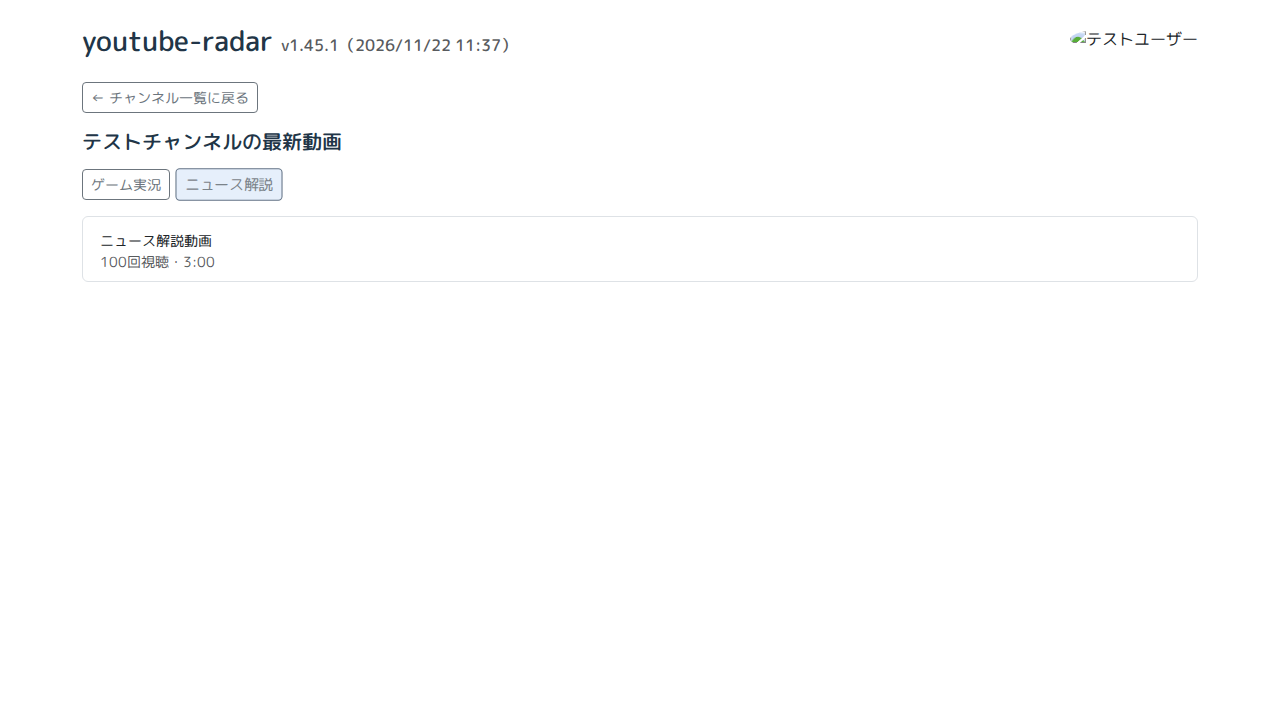 youtube-radar v1.45.1（2026/11/22 11:37） テストユーザー
← チャンネル一覧に戻る
テストチャンネルの最新動画
ゲーム実況 ニュース解説
ニュース解説動画
100回視聴・3:00